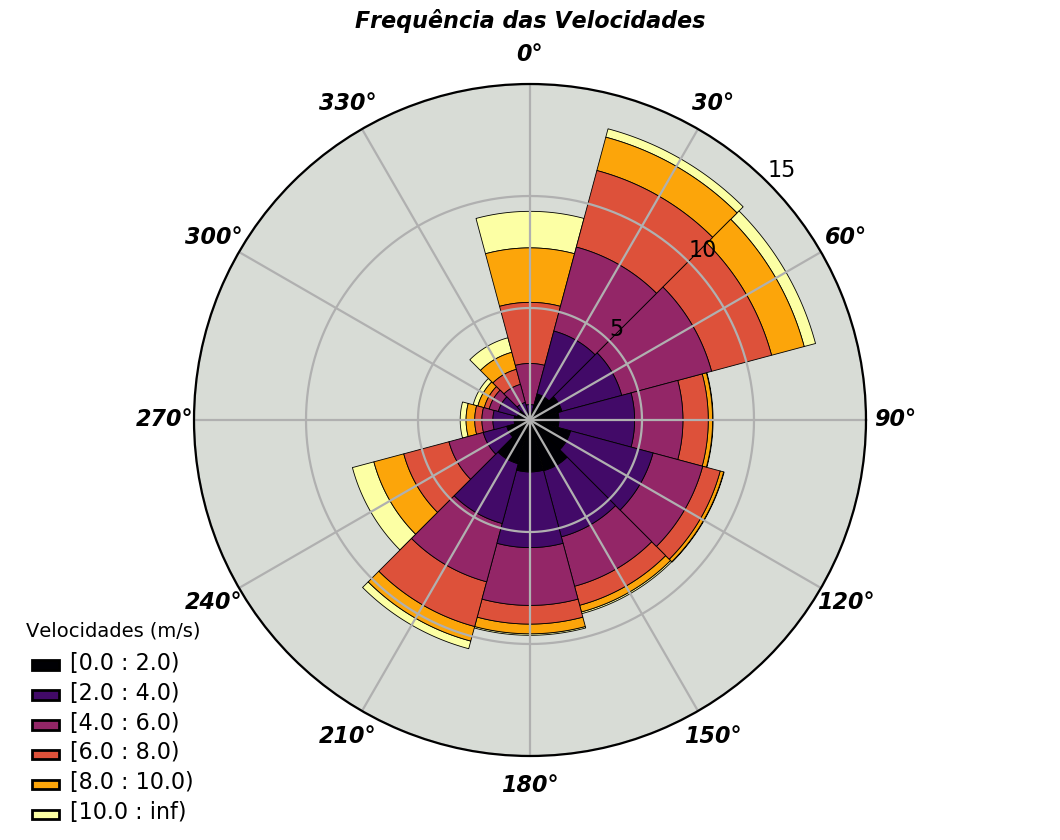 Frequência das Velocidades
0°
330°
30°
15
300°
60°
10
5
270°
90°
240°
120°
210°
150°
180°
Velocidades (m/s)
[0.0 : 2.0)
[2.0 : 4.0)
[4.0 : 6.0)
[6.0 : 8.0)
[8.0 : 10.0)
[10.0 : inf)